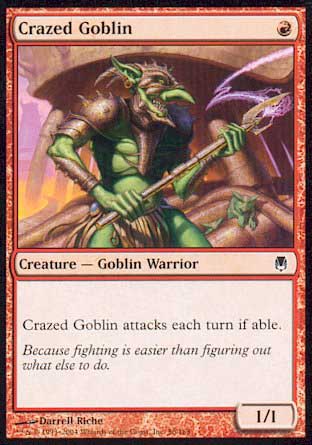 Crazed Goblin
Creature — Goblin Warrior
Crazed Goblin attacks each turn if able.
Because fighting is easier than figuring out
what else to do.
Darrell Riche
1/1